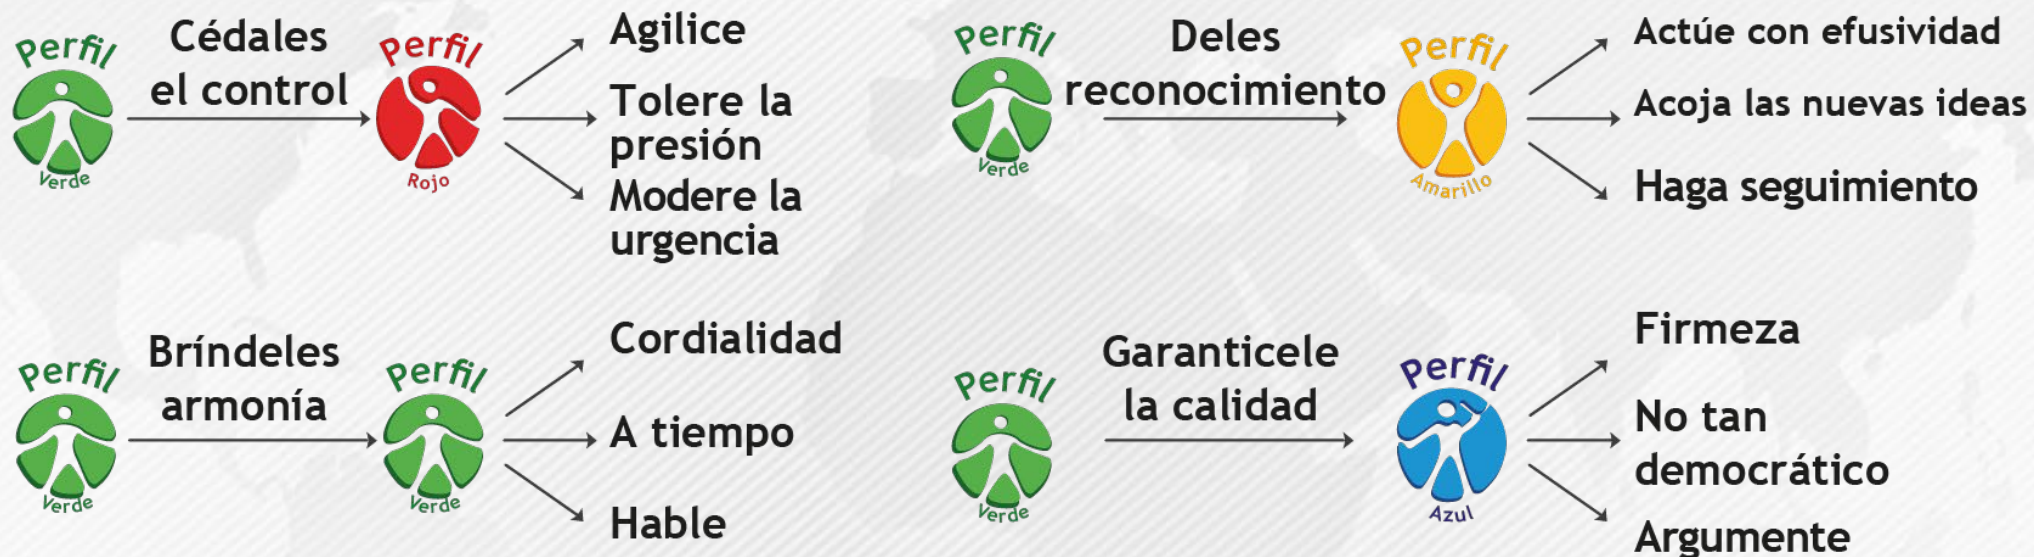 Perfil
Verde
Cédales
el control
Perfil
Rojo
Agilice
Tolere la
presión
Modere la
urgencia
Perfil
Verde
Deles
reconocimiento
Perfil
Amarillo
Actúe con efusividad
Acoja las nuevas ideas
Haga seguimiento
Perfil
Verde
Bríndeles
armonía
Perfil
Verde
Cordialidad
A tiempo
Hable
Perfil
Verde
Garanticele
la calidad
Perfil
Azul
Firmeza
No tan
democrático
Argumente